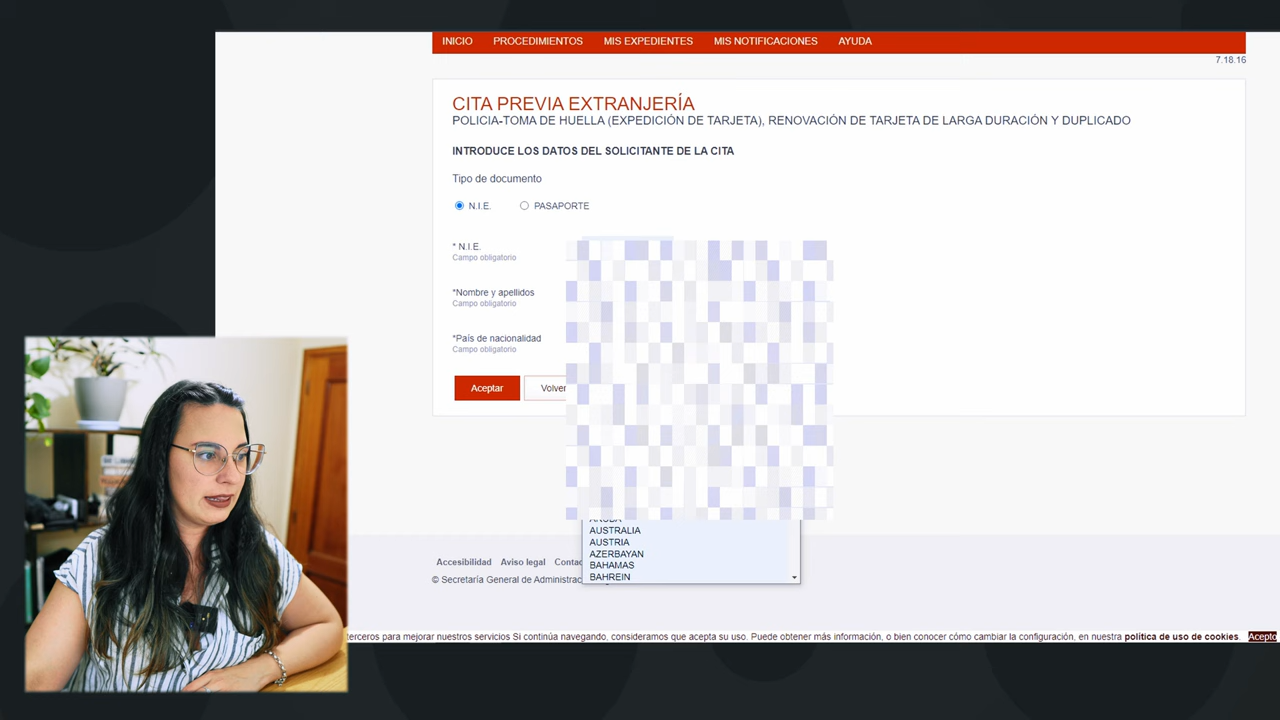 INICIO PROCEDIMIENTOS MIS EXPEDIENTES MIS NOTIFICACIONES AYUDA
7.18.16
CITA PREVIA EXTRANJERÍA
POLICIA-TOMA DE HUELLA (EXPEDICIÓN DE TARJETA), RENOVACIÓN DE TARJETA DE LARGA DURACIÓN Y DUPLICADO
INTRODUCE LOS DATOS DEL SOLICITANTE DE LA CITA
Tipo de documento
N.I.E. PASAPORTE
* N.I.E.
Campo obligatorio
*Nombre y apellidos
Campo obligatorio
*País de nacionalidad
Campo obligatorio
Aceptar Volver
AUSTRALIA
AUSTRIA
AZERBAYAN
BAHAMAS
BAHREIN
Accesibilidad Aviso legal
© Secretaría General de
terceros para mejorar nuestros servicios Si continúa navegando, consideramos que acepta su uso. Puede obtener más información, o bien conocer cómo cambiar la configuración, en nuestra política de uso de cookies. Acepto